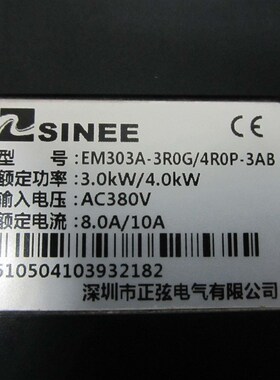 SINEE
CE
型 号:EM303A-3R0G/4R0P-3AB
额定功率:3.0kW/4.0kW
输入电压:AC380V
额定电流:8.0A/10A
510504103932182
深圳市正弦电气有限公司